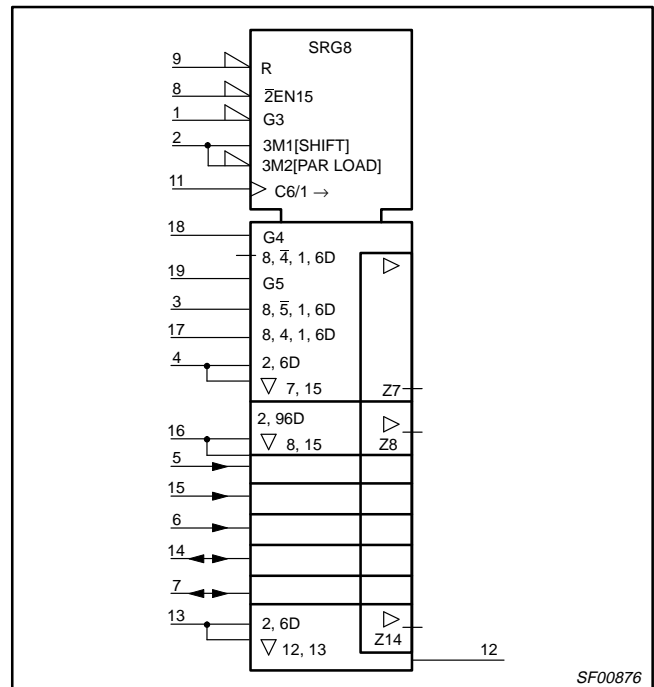 SRG8
9 R
8 2̅EN15
1 G3
2 3M1[SHIFT]
3M2[PAR LOAD]
11 C6/1 →
18 G4
8, 4̅, 1, 6D
19 G5
3 8, 5̅, 1, 6D
17 8, 4, 1, 6D
4 2, 6D
▽ 7, 15 Z7
2, 96D
16 ▽ 8, 15 Z8
5
15
6
14
7
13 2, 6D
▽ 12, 13 Z14
12
SF00876